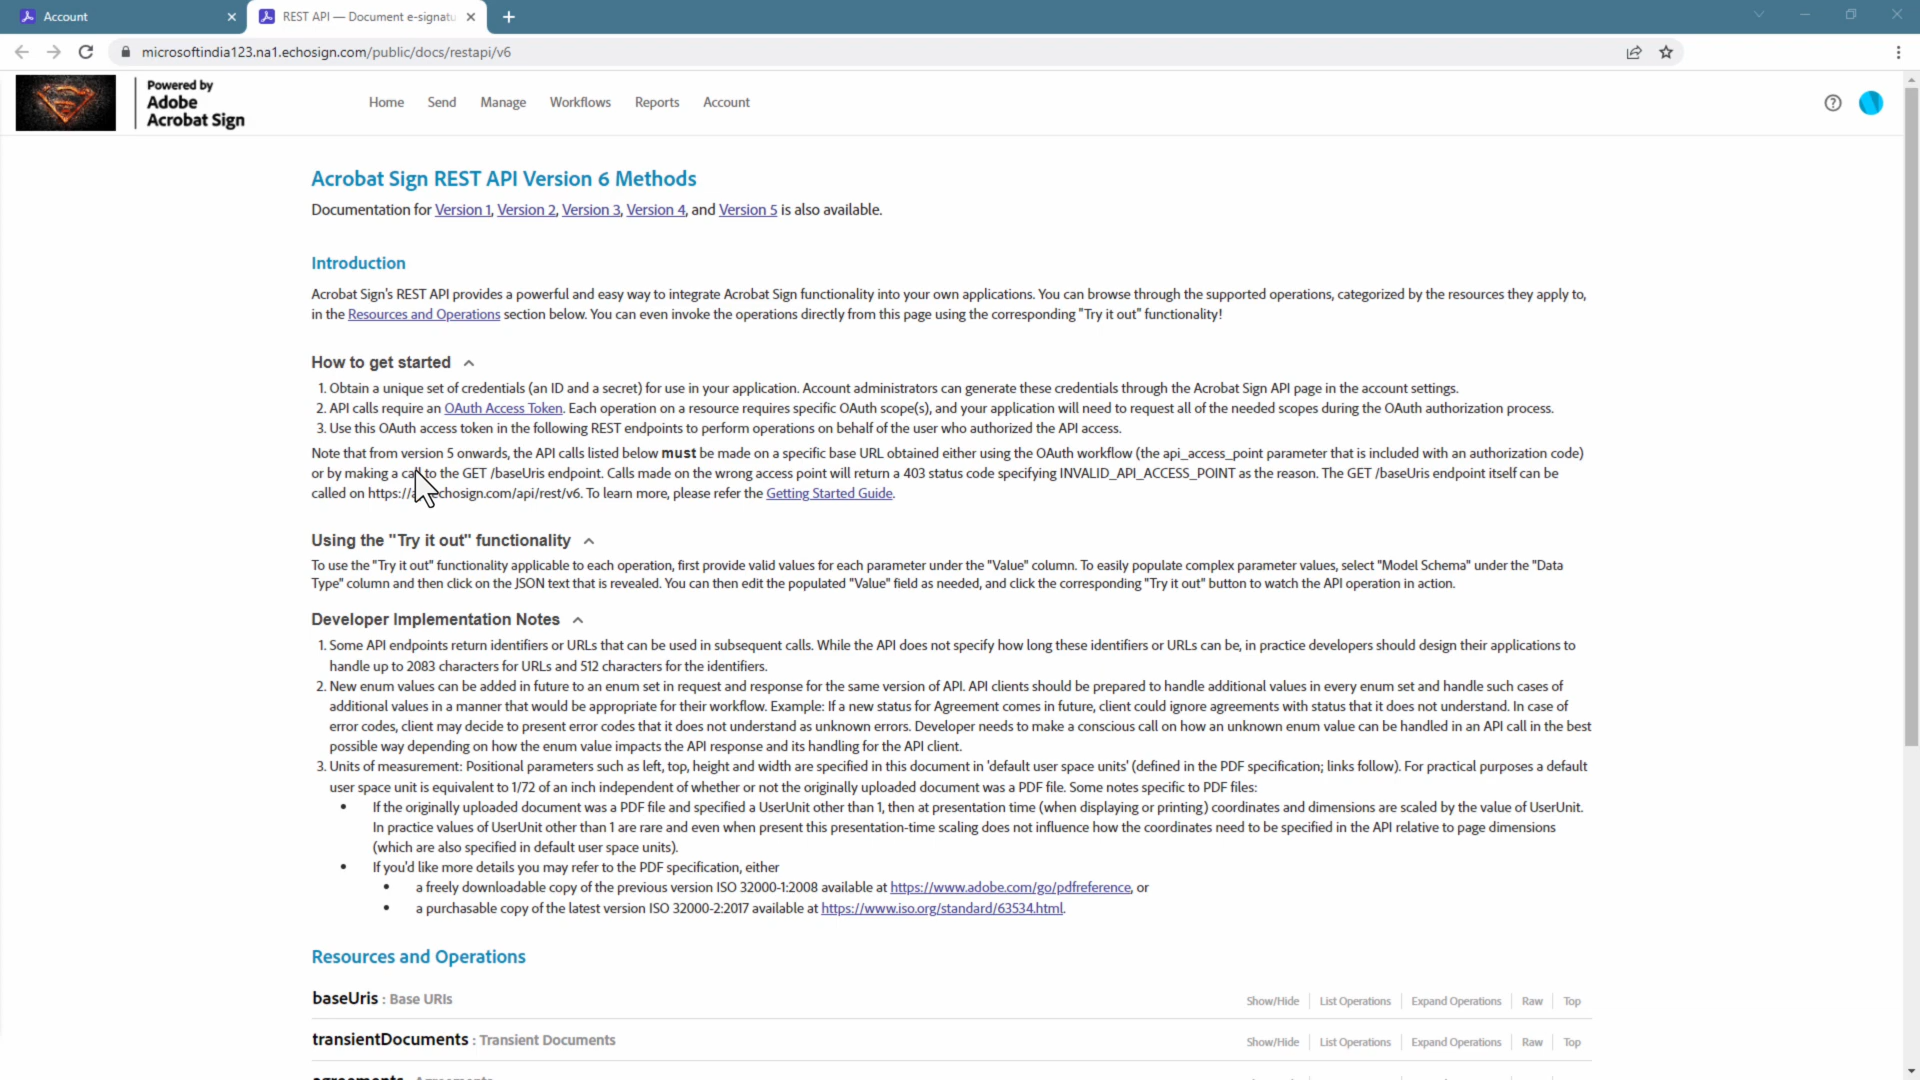 Account
REST API — Document e-signatu
microsoftindia123.na1.echosign.com/public/docs/restapi/v6
Powered by
Adobe
Acrobat Sign
Home Send Manage Workflows Reports Account
Acrobat Sign REST API Version 6 Methods
Documentation for Version 1, Version 2, Version 3, Version 4, and Version 5 is also available.
Introduction
Acrobat Sign's REST API provides a powerful and easy way to integrate Acrobat Sign functionality into your own applications. You can browse through the supported operations, categorized by the resources they apply to,
in the Resources and Operations section below. You can even invoke the operations directly from this page using the corresponding "Try it out" functionality!
How to get started
1. Obtain a unique set of credentials (an ID and a secret) for use in your application. Account administrators can generate these credentials through the Acrobat Sign API page in the account settings.
2. API calls require an OAuth Access Token. Each operation on a resource requires specific OAuth scope(s), and your application will need to request all of the needed scopes during the OAuth authorization process.
3. Use this OAuth access token in the following REST endpoints to perform operations on behalf of the user who authorized the API access.
Note that from version 5 onwards, the API calls listed below must be made on a specific base URL obtained either using the OAuth workflow (the api_access_point parameter that is included with an authorization code)
or by making a call to the GET /baseUris endpoint. Calls made on the wrong access point will return a 403 status code specifying INVALID_API_ACCESS_POINT as the reason. The GET /baseUris endpoint itself can be
called on echosign.com/api/rest/v6. To learn more, please refer the Getting Started Guide.
Using the "Try it out" functionality
To use the "Try it out" functionality applicable to each operation, first provide valid values for each parameter under the "Value" column. To easily populate complex parameter values, select "Model Schema" under the "Data
Type" column and then click on the JSON text that is revealed. You can then edit the populated "Value" field as needed, and click the corresponding "Try it out" button to watch the API operation in action.
Developer Implementation Notes
1. Some API endpoints return identifiers or URLs that can be used in subsequent calls. While the API does not specify how long these identifiers or URLs can be, in practice developers should design their applications to
handle up to 2083 characters for URLs and 512 characters for the identifiers.
2. New enum values can be added in future to an enum set in request and response for the same version of API. API clients should be prepared to handle additional values in every enum set and handle such cases of
additional values in a manner that would be appropriate for their workflow. Example: If a new status for Agreement comes in future, client could ignore agreements with status that it does not understand. In case of
error codes, client may decide to present error codes that it does not understand as unknown errors. Developer needs to make a conscious call on how an unknown enum value can be handled in an API call in the best
possible way depending on how the enum value impacts the API response and its handling for the API client.
3. Units of measurement: Positional parameters such as left, top, height and width are specified in this document in 'default user space units' (defined in the PDF specification; links follow). For practical purposes a default
user space unit is equivalent to 1/72 of an inch independent of whether or not the originally uploaded document was a PDF file. Some notes specific to PDF files:
• If the originally uploaded document was a PDF file and specified a UserUnit other than 1, then at presentation time (when displaying or printing) coordinates and dimensions are scaled by the value of UserUnit.
In practice values of UserUnit other than 1 are rare and even when present this presentation-time scaling does not influence how the coordinates need to be specified in the API relative to page dimensions
(which are also specified in default user space units).
• If you'd like more details you may refer to the PDF specification, either
• a freely downloadable copy of the previous version ISO 32000-1:2008 available at https://www.adobe.com/go/pdfreference, or
• a purchasable copy of the latest version ISO 32000-2:2017 available at https://www.iso.org/standard/63534.html.
Resources and Operations
baseUris : Base URIs Show/Hide List Operations Expand Operations Raw Top
transientDocuments : Transient Documents Show/Hide List Operations Expand Operations Raw Top
agreements : Agreements